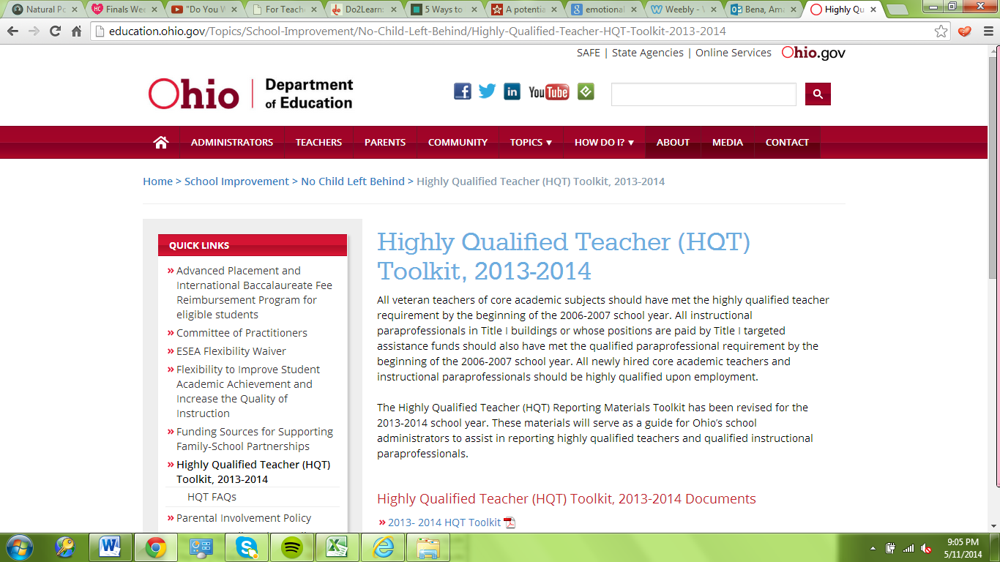 Natural Po
Finals Wee
"Do You W
For Teach
Do2Learn:
5 Ways to
A potentia
emotional
Weebly - W
Bena, Ama
Highly Qu
education.ohio.gov/Topics/School-Improvement/No-Child-Left-Behind/Highly-Qualified-Teacher-HQT-Toolkit-2013-2014
SAFE | State Agencies | Online Services Ohio.gov
Ohio | Department
of Education
You Tube
ADMINISTRATORS TEACHERS PARENTS COMMUNITY TOPICS HOW DO I? ABOUT MEDIA CONTACT
Home > School Improvement > No Child Left Behind > Highly Qualified Teacher (HQT) Toolkit, 2013-2014
QUICK LINKS
» Advanced Placement and
International Baccalaureate Fee
Reimbursement Program for
eligible students
» Committee of Practitioners
» ESEA Flexibility Waiver
» Flexibility to Improve Student
Academic Achievement and
Increase the Quality of
Instruction
» Funding Sources for Supporting
Family-School Partnerships
» Highly Qualified Teacher (HQT)
Toolkit, 2013-2014
HQT FAQs
» Parental Involvement Policy
Highly Qualified Teacher (HQT)
Toolkit, 2013-2014
All veteran teachers of core academic subjects should have met the highly qualified teacher
requirement by the beginning of the 2006-2007 school year. All instructional
paraprofessionals in Title I buildings or whose positions are paid by Title I targeted
assistance funds should also have met the qualified paraprofessional requirement by the
beginning of the 2006-2007 school year. All newly hired core academic teachers and
instructional paraprofessionals should be highly qualified upon employment.
The Highly Qualified Teacher (HQT) Reporting Materials Toolkit has been revised for the
2013-2014 school year. These materials will serve as a guide for Ohio's school
administrators to assist in reporting highly qualified teachers and qualified instructional
paraprofessionals.
Highly Qualified Teacher (HQT) Toolkit, 2013-2014 Documents
» 2013- 2014 HQT Toolkit
9:05 PM
5/11/2014